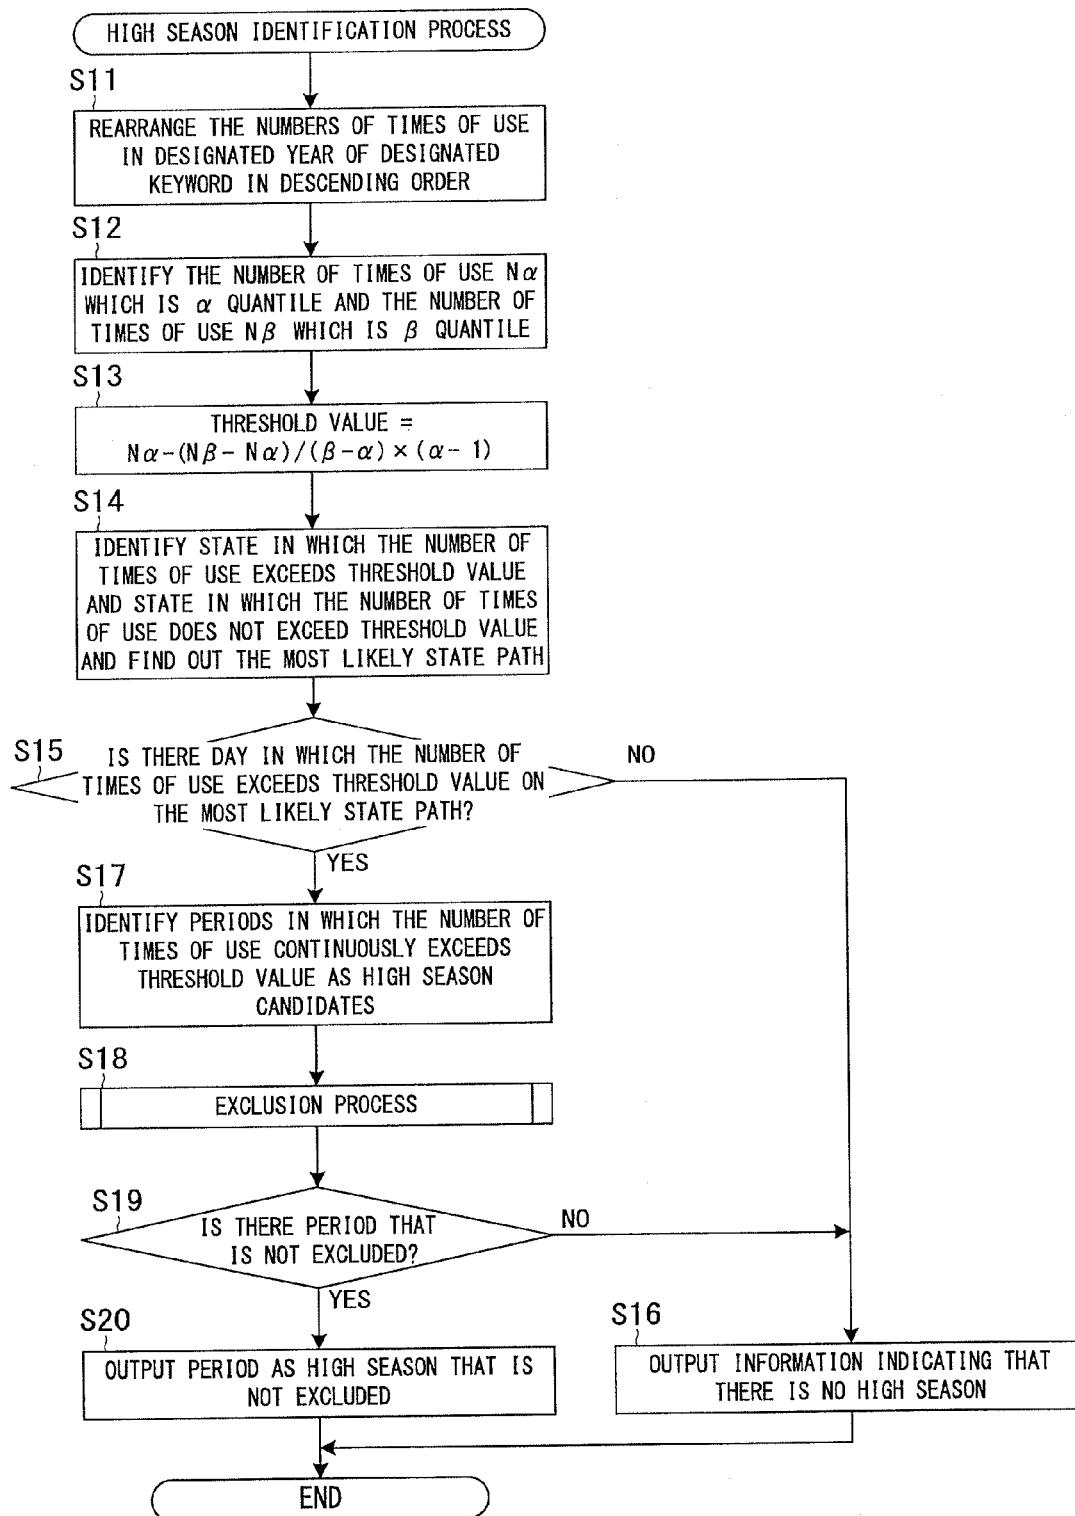 HIGH SEASON IDENTIFICATION PROCESS
S11
REARRANGE THE NUMBERS OF TIMES OF USE
IN DESIGNATED YEAR OF DESIGNATED
KEYWORD IN DESCENDING ORDER
S12
IDENTIFY THE NUMBER OF TIMES OF USE Nα
WHICH IS α QUANTILE AND THE NUMBER OF
TIMES OF USE Nβ WHICH IS β QUANTILE
S13
THRESHOLD VALUE =
Nα-(Nβ-Nα)/(β-α)×(α-1)
S14
IDENTIFY STATE IN WHICH THE NUMBER OF
TIMES OF USE EXCEEDS THRESHOLD VALUE
AND STATE IN WHICH THE NUMBER OF TIMES
OF USE DOES NOT EXCEED THRESHOLD VALUE
AND FIND OUT THE MOST LIKELY STATE PATH
S15
IS THERE DAY IN WHICH THE NUMBER OF
TIMES OF USE EXCEEDS THRESHOLD VALUE ON
THE MOST LIKELY STATE PATH?
NO
YES
S17
IDENTIFY PERIODS IN WHICH THE NUMBER OF
TIMES OF USE CONTINUOUSLY EXCEEDS
THRESHOLD VALUE AS HIGH SEASON
CANDIDATES
S18
EXCLUSION PROCESS
S19
IS THERE PERIOD THAT
IS NOT EXCLUDED?
NO
YES
S20
OUTPUT PERIOD AS HIGH SEASON THAT IS
NOT EXCLUDED
S16
OUTPUT INFORMATION INDICATING THAT
THERE IS NO HIGH SEASON
END